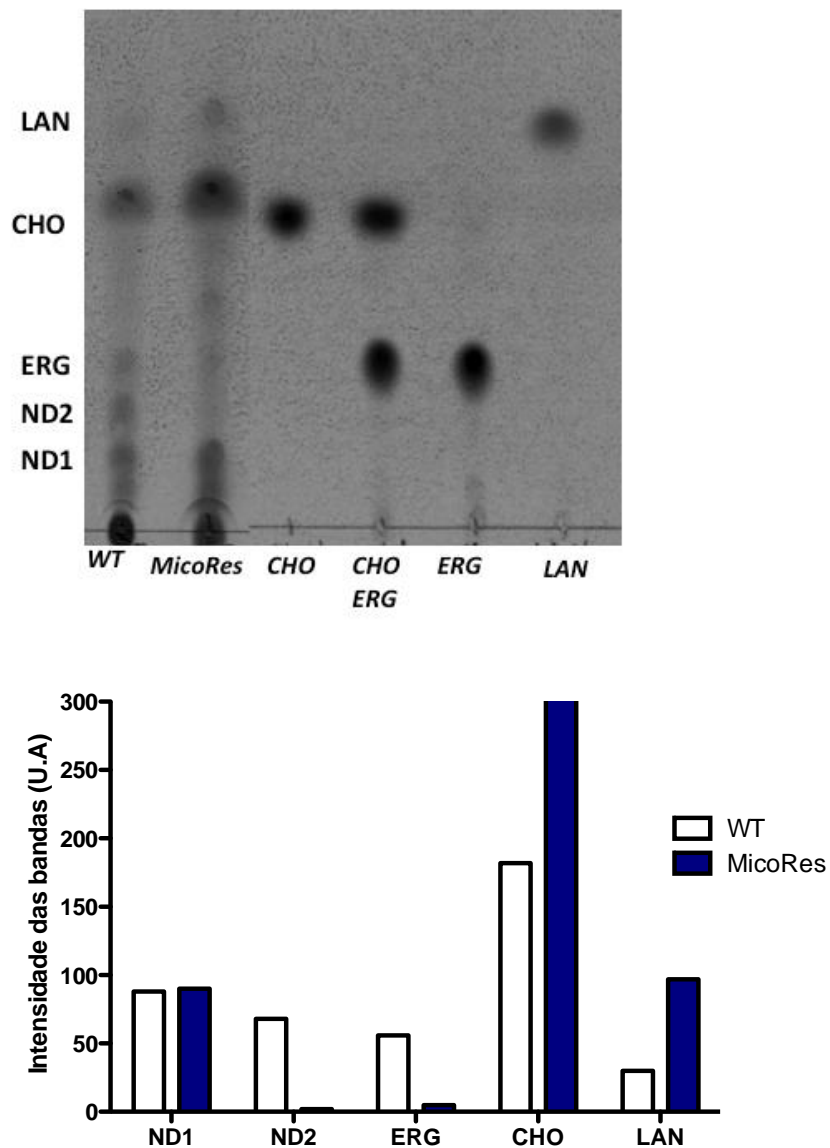 LAN
CHO
ERG
ND2
ND1
WT MicoRes CHO CHO ERG LAN
ERG
Intensidade das bandas (U.A)
300
250
200
150
100
50
0
ND1 ND2 ERG CHO LAN
WT
MicoRes